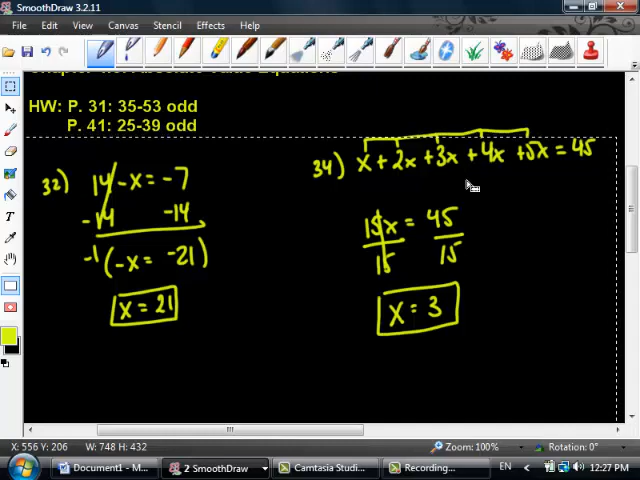 SmoothDraw 3.2.11
File Edit View Canvas Stencil Effects Help
HW: P. 31: 35-53 odd
P. 41: 25-39 odd
32) 14 - x = -7
-14 -14
-1 (-x = -21)
x = 21
34) x + 2x + 3x + 4x + 5x = 45
15x = 45
15 15
x = 3
X: 556 Y: 206 W: 748 H: 432 Zoom: 100% Rotation: 0°
Document1 - M... 2 SmoothDraw Camtasia Studi... Recording... EN 12:27 PM